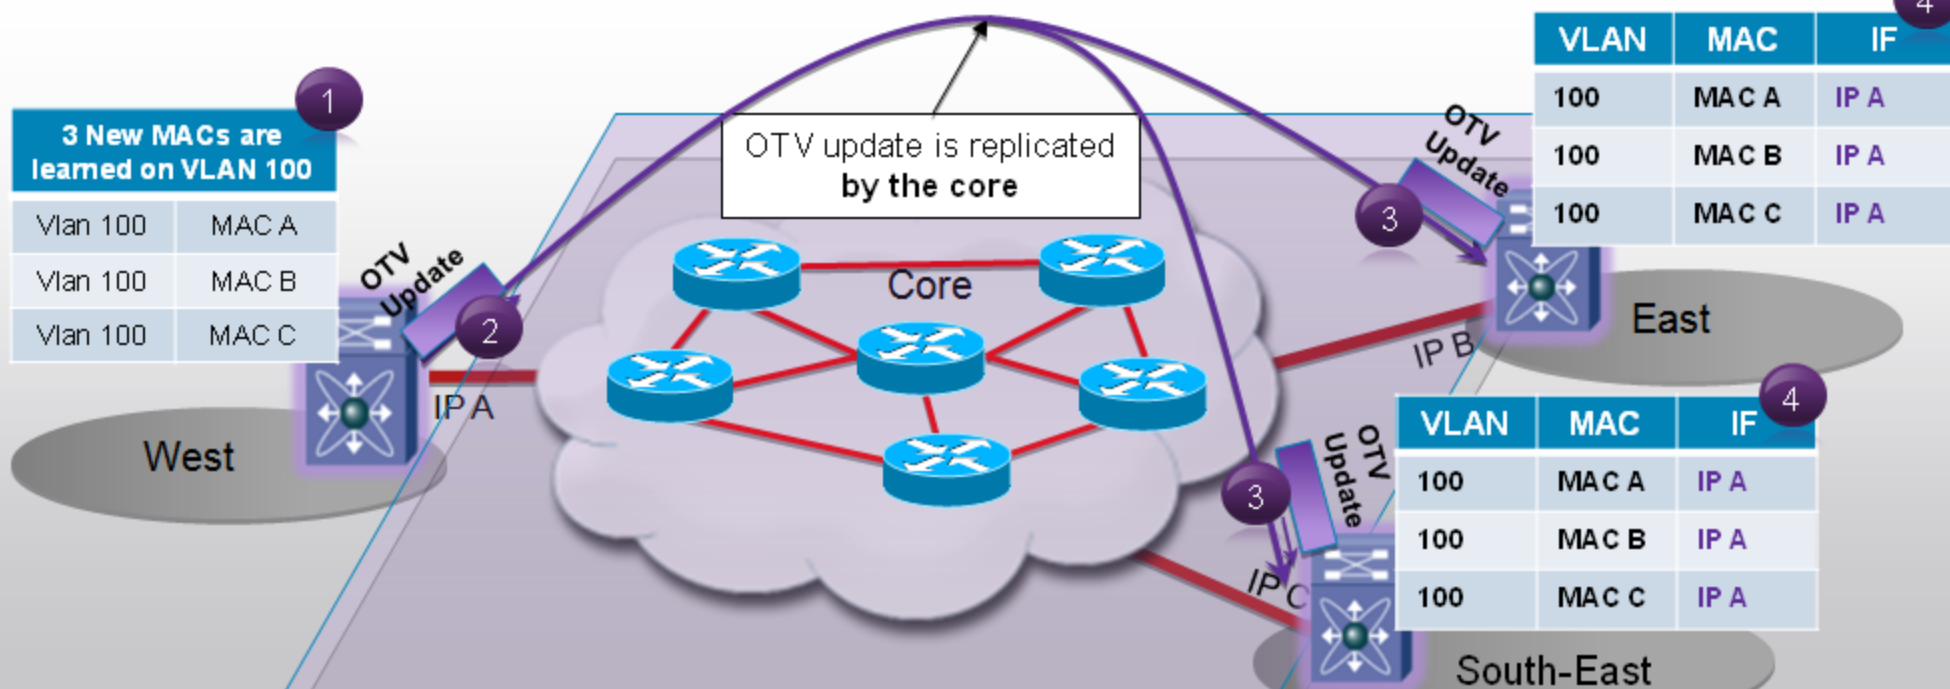 1
3 New MACs are
learned on VLAN 100
Vlan 100 MAC A
Vlan 100 MAC B
Vlan 100 MAC C
OTV
Update
2
West
IP A
OTV update is replicated
by the core
Core
OTV
Update
3
4
VLAN MAC IF
100 MAC A IP A
100 MAC B IP A
100 MAC C IP A
East
IP B
4
VLAN MAC IF
100 MAC A IP A
100 MAC B IP A
100 MAC C IP A
OTV
Update
3
IP C
South-East